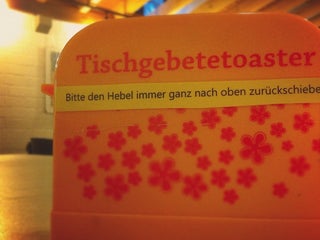 Tischgebetetoaster
Bitte den Hebel immer ganz nach oben zurückschiebe